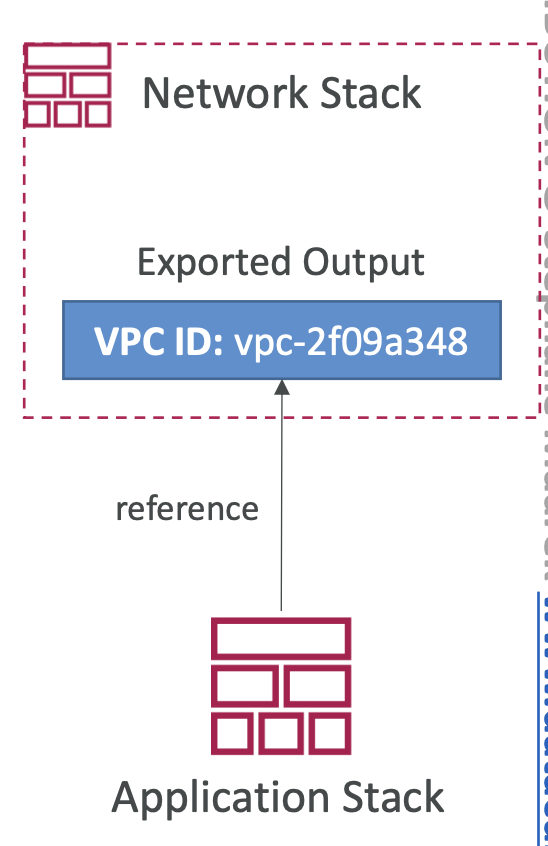 Network Stack
Exported Output
VPC ID: vpc-2f09a348
reference
Application Stack